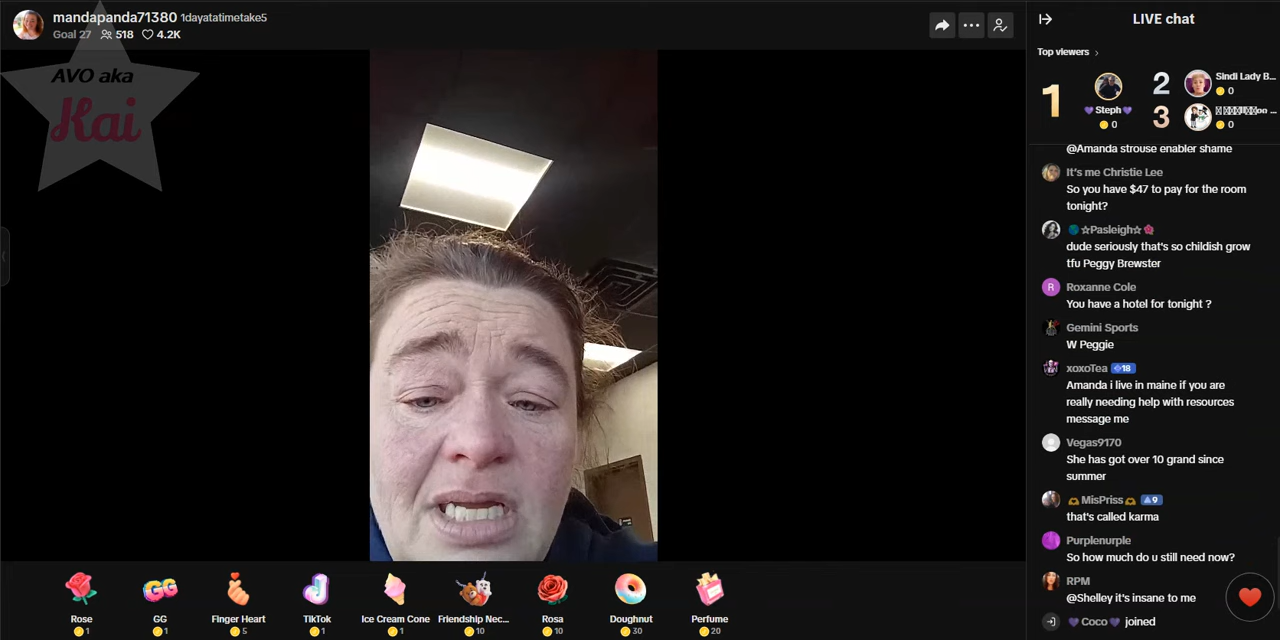 mandapanda71380 1dayatatimetake5
Goal 27 518 4.2K
AVO aka
Kai
LIVE chat
Top viewers
1
Steph
0
2
Sindi Lady B...
0
3
0
@Amanda strouse enabler shame
It's me Christie Lee
So you have $47 to pay for the room
tonight?
☆Pasleigh☆
dude seriously that's so childish grow
tfu Peggy Brewster
R
Roxanne Cole
You have a hotel for tonight ?
Gemini Sports
W Peggie
xoxoTea 18
Amanda i live in maine if you are
really needing help with resources
message me
Vegas9170
She has got over 10 grand since
summer
MisPriss 9
that's called karma
Purplenurple
So how much do u still need now?
RPM
@Shelley it's insane to me
Coco joined
GG
Rose
1
GG
1
Finger Heart
5
TikTok
1
Ice Cream Cone
1
Friendship Nec...
10
Rosa
10
Doughnut
30
Perfume
20